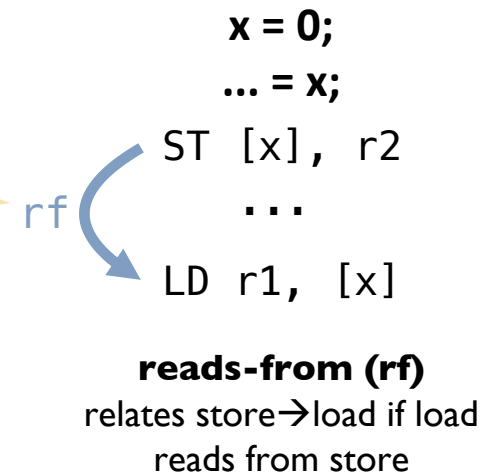 x = 0;
... = x;
ST [x], r2
rf
...
LD r1, [x]
reads-from (rf)
relates store→load if load
reads from store